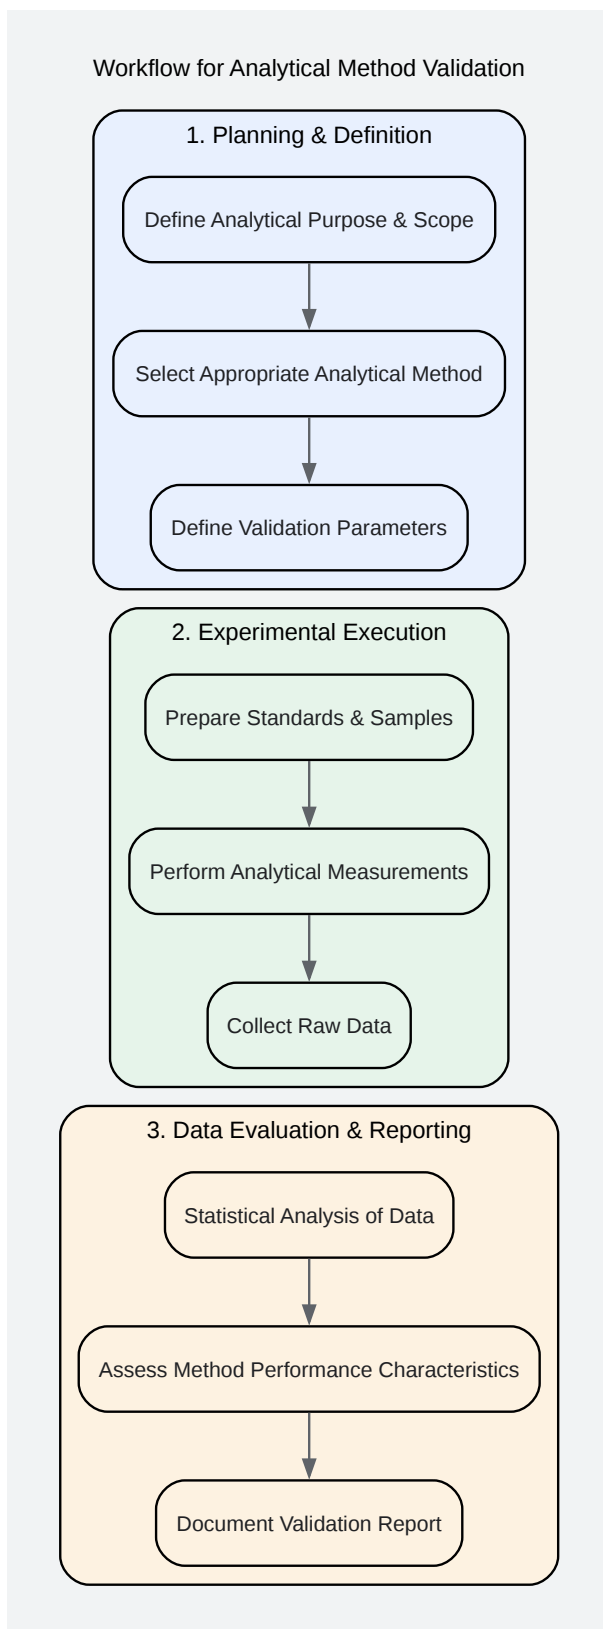 Workflow for Analytical Method Validation
1. Planning & Definition
Define Analytical Purpose & Scope
Select Appropriate Analytical Method
Define Validation Parameters
2. Experimental Execution
Prepare Standards & Samples
Perform Analytical Measurements
Collect Raw Data
3. Data Evaluation & Reporting
Statistical Analysis of Data
Assess Method Performance Characteristics
Document Validation Report